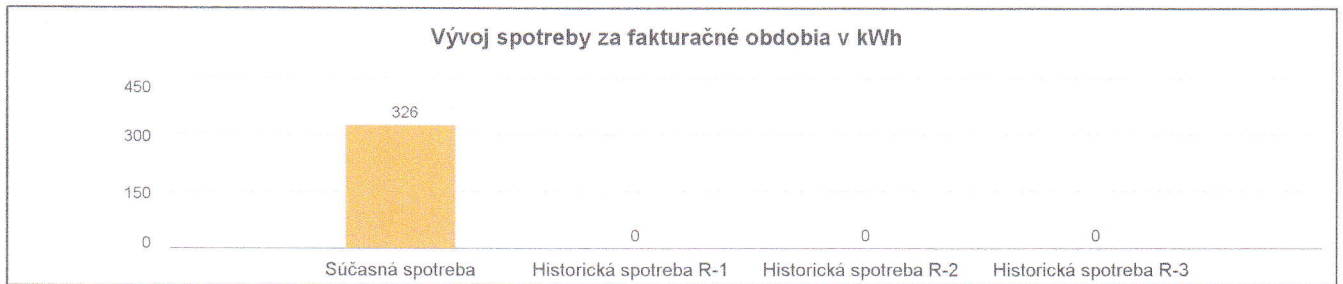 Vývoj spotreby za fakturačné obdobia v kWh
450
326
300
150
0
0
0
0
Súčasná spotreba
Historická spotreba R-1
Historická spotreba R-2
Historická spotreba R-3